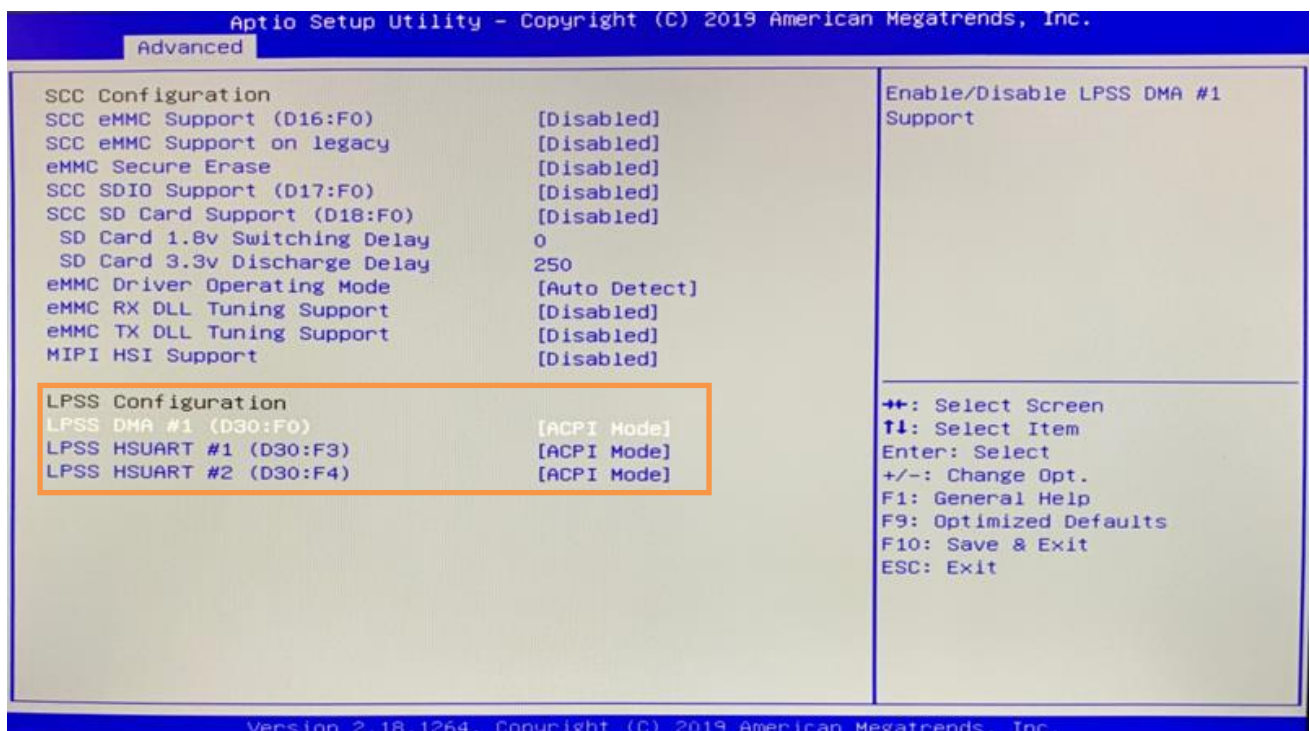 Aptio Setup Utility – Copyright (C) 2019 American Megatrends, Inc.
Advanced
SCC Configuration
SCC eMMC Support (D16:F0) [Disabled]
SCC eMMC Support on legacy [Disabled]
eMMC Secure Erase [Disabled]
SCC SDIO Support (D17:F0) [Disabled]
SCC SD Card Support (D18:F0) [Disabled]
SD Card 1.8v Switching Delay 0
SD Card 3.3v Discharge Delay 250
eMMC Driver Operating Mode [Auto Detect]
eMMC RX DLL Tuning Support [Disabled]
eMMC TX DLL Tuning Support [Disabled]
MIPI HSI Support [Disabled]
LPSS Configuration
LPSS DMA #1 (D30:F0) [ACPI Mode]
LPSS HSUART #1 (D30:F3) [ACPI Mode]
LPSS HSUART #2 (D30:F4) [ACPI Mode]
Enable/Disable LPSS DMA #1
Support
→←: Select Screen
↑↓: Select Item
Enter: Select
+/-: Change Opt.
F1: General Help
F9: Optimized Defaults
F10: Save & Exit
ESC: Exit
Version 2.18.1264. Copyright (C) 2019 American Megatrends, Inc.